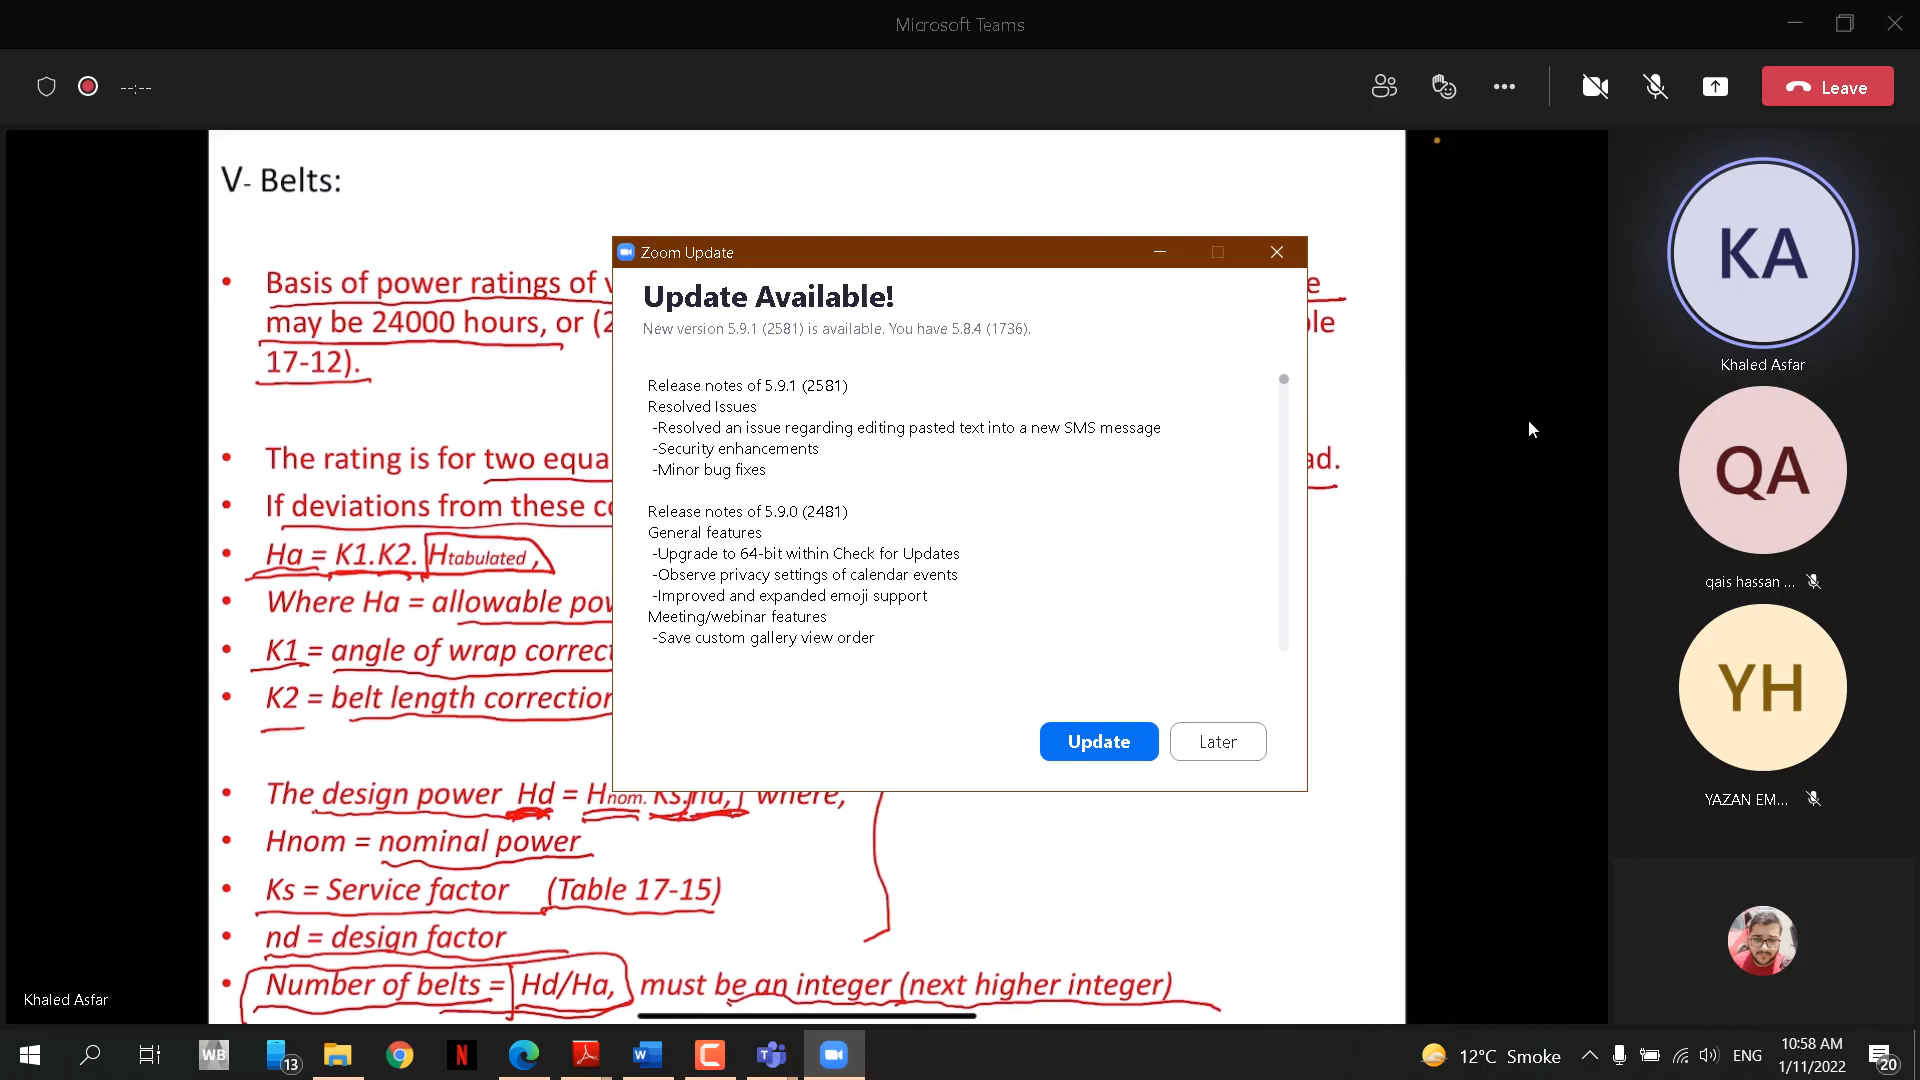 Microsoft Teams
--:--
Leave
V- Belts:
Basis of power ratings of
may be 24000 hours, or (2
17-12).
The rating is for two equa
ad.
If deviations from these
Ha = K1.K2. Htabulated ,
Where Ha = allowable
K1 = angle of wrap correct
K2 = belt length correction
The design power Hd = Hnom. Ks.nd, where,
Hnom = nominal power
Ks = Service factor (Table 17-15)
nd = design factor
Number of belts = Hd/Ha, must be an integer (next higher integer)
Zoom Update
Update Available!
New version 5.9.1 (2581) is available. You have 5.8.4 (1736).
Release notes of 5.9.1 (2581)
Resolved Issues
-Resolved an issue regarding editing pasted text into a new SMS message
-Security enhancements
-Minor bug fixes
Release notes of 5.9.0 (2481)
General features
-Upgrade to 64-bit within Check for Updates
-Observe privacy settings of calendar events
-Improved and expanded emoji support
Meeting/webinar features
-Save custom gallery view order
Update
Later
KA
Khaled Asfar
QA
qais hassan ...
YH
YAZAN EM...
Khaled Asfar
WB
13
12°C Smoke
ENG
10:58 AM
1/11/2022
20